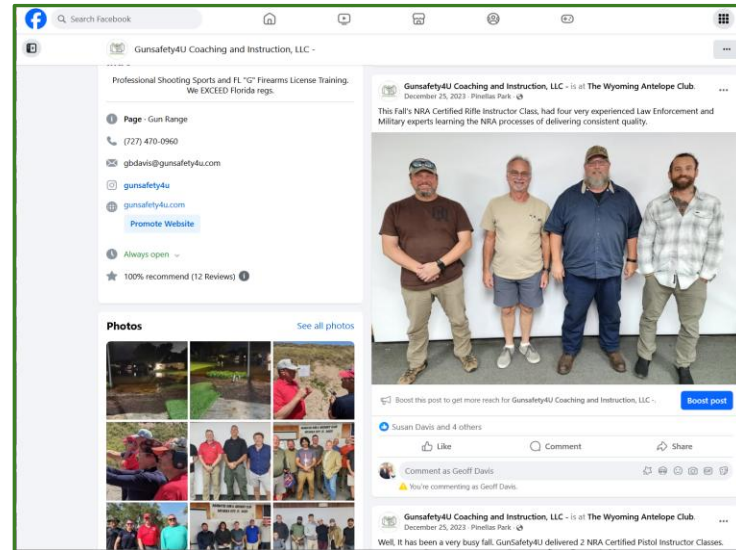 Search Facebook
Gunsafety4U Coaching and Instruction, LLC -
Professional Shooting Sports and FL "G" Firearms License Training.
We EXCEED Florida regs.
Page · Gun Range
(727) 470-0960
gbdavis@gunsafety4u.com
gunsafety4u
gunsafety4u.com
Promote Website
Always open
100% recommend (12 Reviews)
Photos
See all photos
Gunsafety4U Coaching and Instruction, LLC - is at The Wyoming Antelope Club.
December 25, 2023 · Pinellas Park ·
This Fall's NRA Certified Rifle Instructor Class, had four very experienced Law Enforcement and
Military experts learning the NRA processes of delivering consistent quality.
Boost this post to get more reach for Gunsafety4U Coaching and Instruction, LLC -.
Boost post
Susan Davis and 4 others
Like
Comment
Share
Comment as Geoff Davis
You're commenting as Geoff Davis.
Gunsafety4U Coaching and Instruction, LLC - is at The Wyoming Antelope Club.
December 25, 2023 · Pinellas Park ·
Well, It has been a very busy fall. GunSafety4U delivered 2 NRA Certified Pistol Instructor Classes.